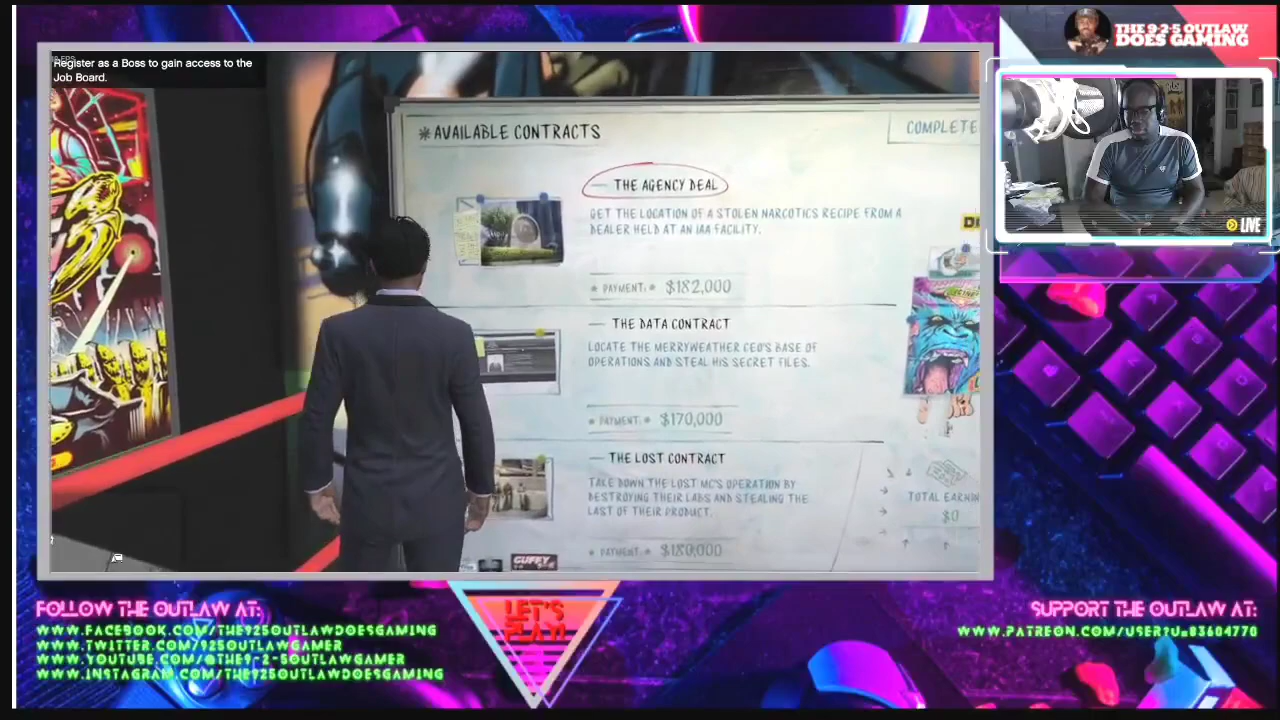 Register as a Boss to gain access to the
Job Board.
*AVAILABLE CONTRACTS
COMPLETE
— THE AGENCY DEAL
GET THE LOCATION OF A STOLEN NARCOTICS RECIPE FROM A
DEALER HELD AT AN IAA FACILITY.
* PAYMENT: * $182,000
— THE DATA CONTRACT
LOCATE THE MERRYWEATHER CEO'S BASE OF
OPERATIONS AND STEAL HIS SECRET FILES.
* PAYMENT: * $170,000
— THE LOST CONTRACT
TAKE DOWN THE LOST MC'S OPERATION BY
DESTROYING THEIR LABS AND STEALING THE
LAST OF THEIR PRODUCT.
* PAYMENT: * $180,000
TOTAL EARNIN
$0
GUFFY
THE 9-2-5 OUTLAW
DOES GAMING
LIVE
FOLLOW THE OUTLAW AT:
WWW.FACEBOOK.COM/THE925OUTLAWDOESGAMING
WWW.TWITTER.COM/925OUTLAWGAMER
WWW.YOUTUBE.COM/@THE9-2-5OUTLAWGAMER
WWW.INSTAGRAM.COM/THE925OUTLAWDOESGAMING
LET'S
PLAY!
SUPPORT THE OUTLAW AT:
WWW.PATREON.COM/USER?U=83604770